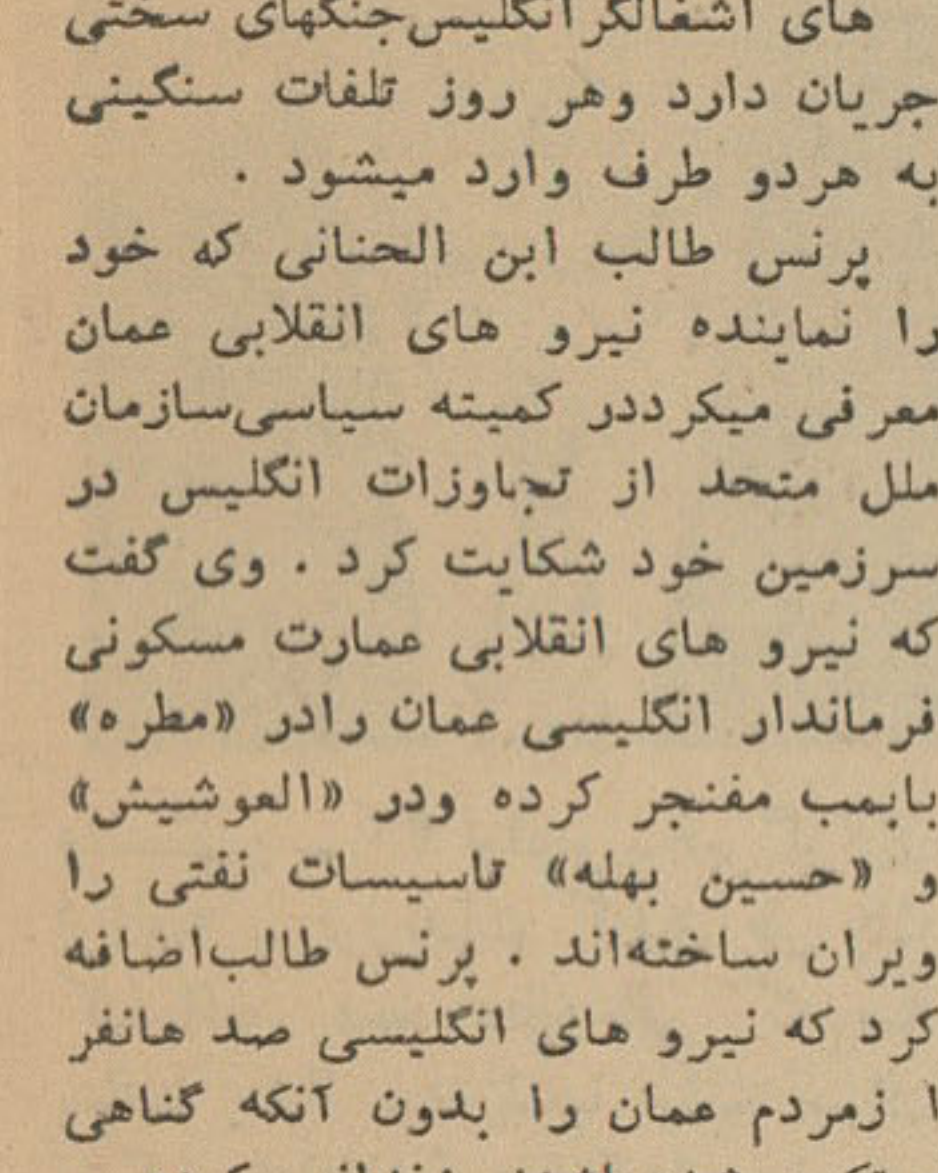 های اشغالگر انگلیس جنگهای سختی
جریان دارد وهر روز تلفات سنگینی
به هردو طرف وارد میشود .
پرنس طالب ابن الحنانی که خود
را نماینده نیرو های انقلابی عمان
معرفی میکرددر کمیته سیاسی‌سازمان
ملل متحد از تجاوزات انگلیس در
سرزمین خود شکایت کرد . وی گفت
که نیرو های انقلابی عمارت مسکونی
فرماندار انگلیسی عمان رادر «مطره»
بابمب مفنجر کرده ودر «العوشیش»
و «حسین بهله» تاسیسات نفتی را
ویران ساخته‌اند . پرنس طالب‌اضافه
کرد که نیرو های انگلیسی صد هانفر
ا زمردم عمان را بدون آنکه گناهی